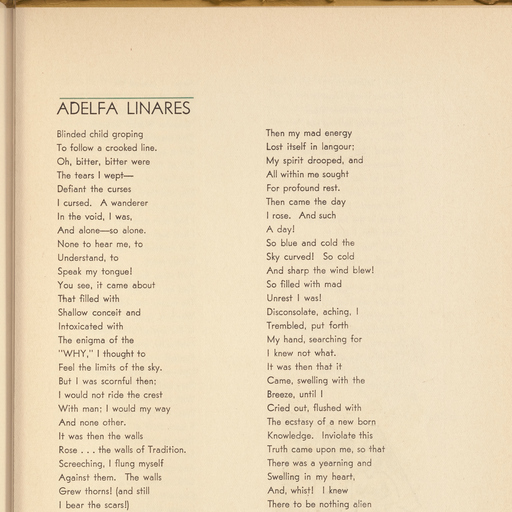 ADELFA LINARES
Blinded child groping
To follow a crooked line.
Oh, bitter, bitter were
The tears I wept—
Defiant the curses
I cursed. A wanderer
In the void, I was,
And alone—so alone.
None to hear me, to
Understand, to
Speak my tongue!
You see, it came about
That filled with
Shallow conceit and
Intoxicated with
The enigma of the
"WHY," I thought to
Feel the limits of the sky.
But I was scornful then;
I would not ride the crest
With man; I would my way
And none other.
It was then the walls
Rose . . . the walls of Tradition.
Screeching, I flung myself
Against them. The walls
Grew thorns! (and still
I bear the scars!)
Then my mad energy
Lost itself in langour;
My spirit drooped, and
All within me sought
For profound rest.
Then came the day
I rose. And such
A day!
So blue and cold the
Sky curved! So cold
And sharp the wind blew!
So filled with mad
Unrest I was!
Disconsolate, aching, I
Trembled, put forth
My hand, searching for
I knew not what.
It was then that it
Came, swelling with the
Breeze, until I
Cried out, flushed with
The ecstasy of a new born
Knowledge. Inviolate this
Truth came upon me, so that
There was a yearning and
Swelling in my heart,
And, whist! I knew
There to be nothing alien